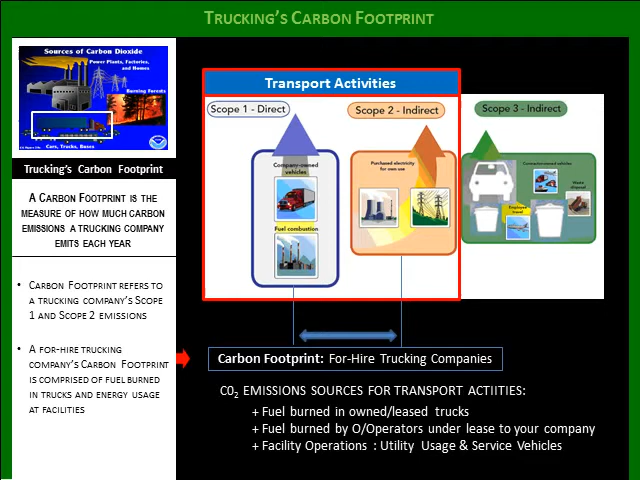 TRUCKING'S CARBON FOOTPRINT
Sources of Carbon Dioxide
Power Plants, Factories,
and Homes
Burning Forests
Cars, Trucks, Buses
Trucking's Carbon Footprint
A CARBON FOOTPRINT IS THE
MEASURE OF HOW MUCH CARBON
EMISSIONS A TRUCKING COMPANY
EMITS EACH YEAR
• CARBON FOOTPRINT REFERS TO
A TRUCKING COMPANY'S SCOPE
1 AND SCOPE 2 EMISSIONS
• A FOR-HIRE TRUCKING
COMPANY'S CARBON FOOTPRINT
IS COMPRISED OF FUEL BURNED
IN TRUCKS AND ENERGY USAGE
AT FACILITIES
Transport Activities
Scope 1 - Direct
Company-owned
vehicles
Fuel combustion
Scope 2 - Indirect
Purchased electricity
for own use
Scope 3 - Indirect
Contractor-owned vehicles
Waste
disposal
Employee
travel
Carbon Footprint: For-Hire Trucking Companies
C0₂ EMISSIONS SOURCES FOR TRANSPORT ACTIITIES:
+ Fuel burned in owned/leased trucks
+ Fuel burned by O/Operators under lease to your company
+ Facility Operations : Utility Usage & Service Vehicles